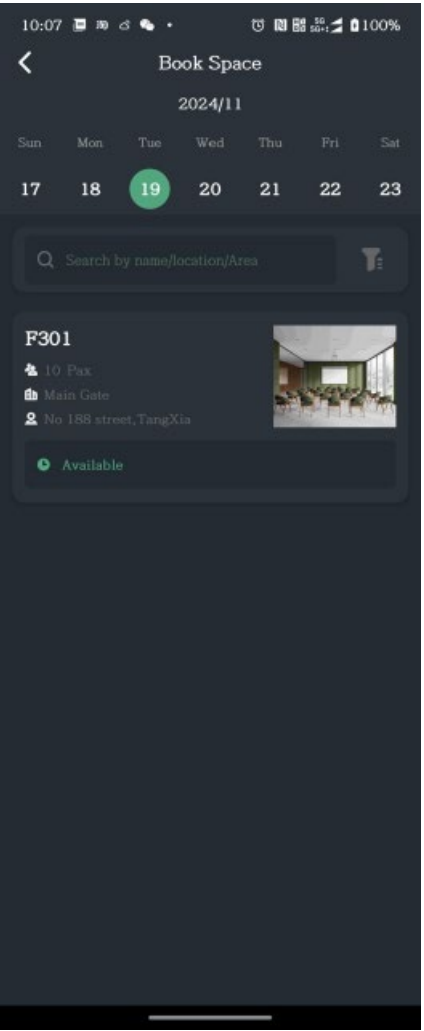 10:07 100%
Book Space
2024/11
Sun Mon Tue Wed Thu Fri Sat
17 18 19 20 21 22 23
Search by name/location/Area
F301
10 Pax
Main Gate
No 188 street,TangXia
Available